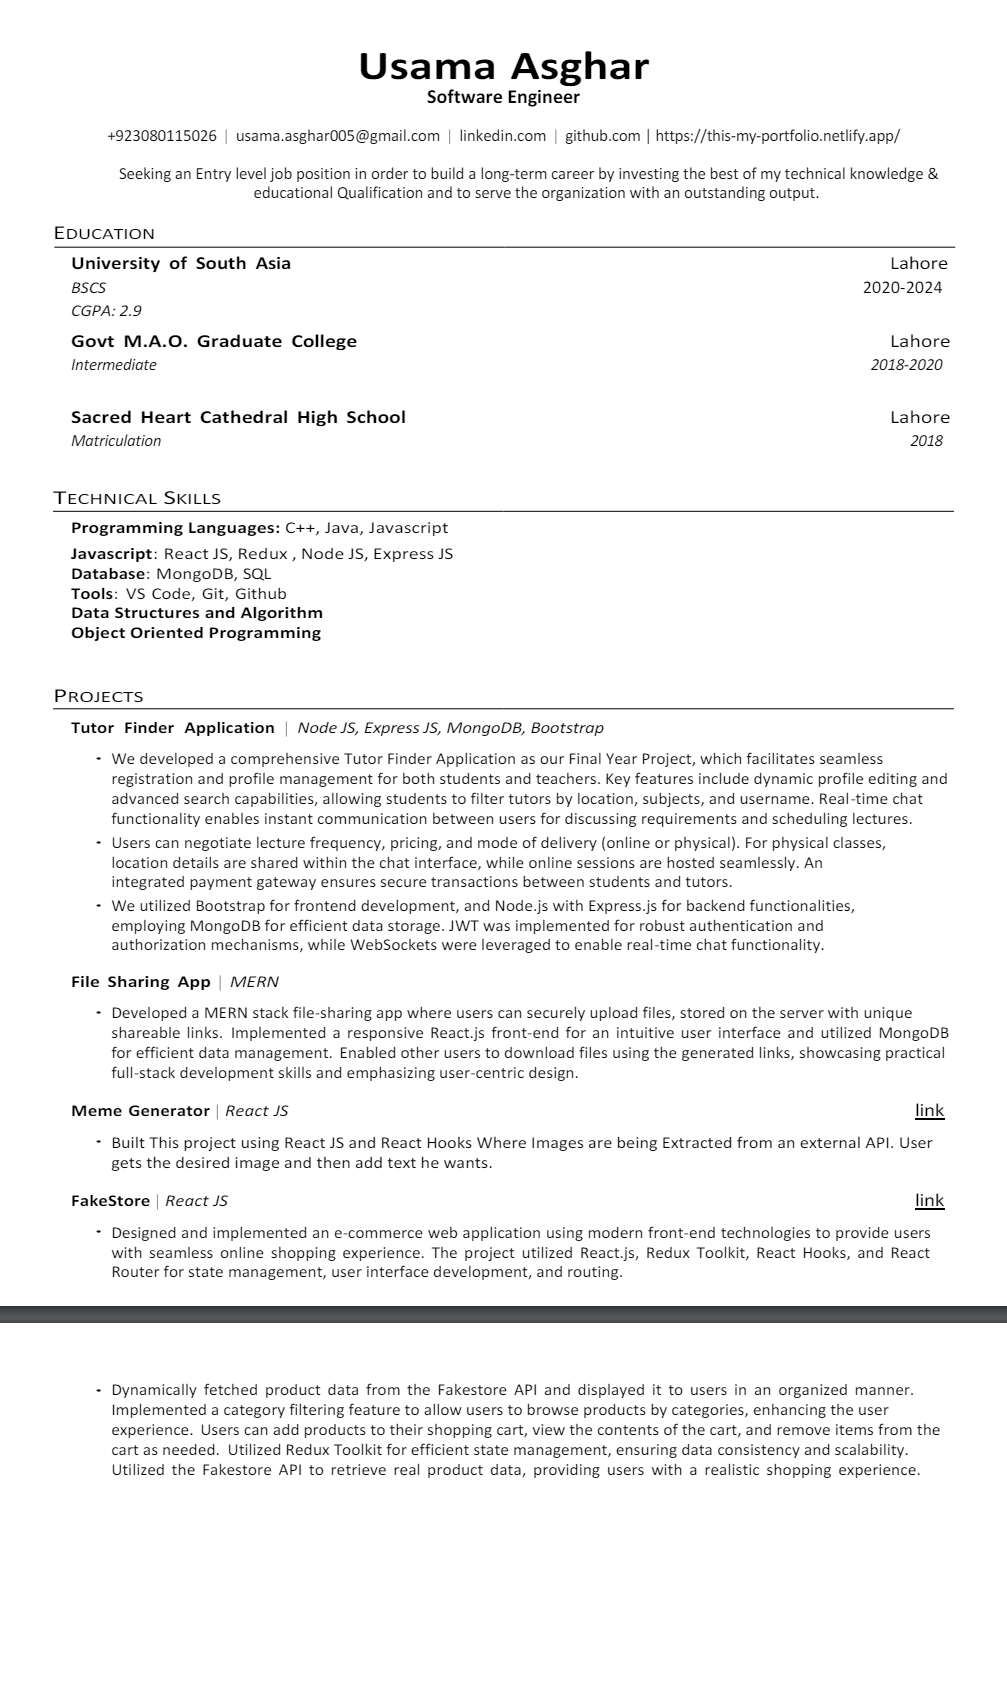 Usama Asghar
Software Engineer
+923080115026 | usama.asghar005@gmail.com | linkedin.com | github.com | https://this-my-portfolio.netlify.app/
Seeking an Entry level job position in order to build a long-term career by investing the best of my technical knowledge &
educational Qualification and to serve the organization with an outstanding output.
EDUCATION
University of South Asia Lahore
BSCS 2020-2024
CGPA: 2.9
Govt M.A.O. Graduate College Lahore
Intermediate 2018-2020
Sacred Heart Cathedral High School Lahore
Matriculation 2018
TECHNICAL SKILLS
Programming Languages: C++, Java, Javascript
Javascript: React JS, Redux , Node JS, Express JS
Database: MongoDB, SQL
Tools: VS Code, Git, Github
Data Structures and Algorithm
Object Oriented Programming
PROJECTS
Tutor Finder Application | Node JS, Express JS, MongoDB, Bootstrap
- We developed a comprehensive Tutor Finder Application as our Final Year Project, which facilitates seamless
registration and profile management for both students and teachers. Key features include dynamic profile editing and
advanced search capabilities, allowing students to filter tutors by location, subjects, and username. Real-time chat
functionality enables instant communication between users for discussing requirements and scheduling lectures.
- Users can negotiate lecture frequency, pricing, and mode of delivery (online or physical). For physical classes,
location details are shared within the chat interface, while online sessions are hosted seamlessly. An
integrated payment gateway ensures secure transactions between students and tutors.
- We utilized Bootstrap for frontend development, and Node.js with Express.js for backend functionalities,
employing MongoDB for efficient data storage. JWT was implemented for robust authentication and
authorization mechanisms, while WebSockets were leveraged to enable real-time chat functionality.
File Sharing App | MERN
- Developed a MERN stack file-sharing app where users can securely upload files, stored on the server with unique
shareable links. Implemented a responsive React.js front-end for an intuitive user interface and utilized MongoDB
for efficient data management. Enabled other users to download files using the generated links, showcasing practical
full-stack development skills and emphasizing user-centric design.
Meme Generator | React JS link
- Built This project using React JS and React Hooks Where Images are being Extracted from an external API. User
gets the desired image and then add text he wants.
FakeStore | React JS link
- Designed and implemented an e-commerce web application using modern front-end technologies to provide users
with seamless online shopping experience. The project utilized React.js, Redux Toolkit, React Hooks, and React
Router for state management, user interface development, and routing.
- Dynamically fetched product data from the Fakestore API and displayed it to users in an organized manner.
Implemented a category filtering feature to allow users to browse products by categories, enhancing the user
experience. Users can add products to their shopping cart, view the contents of the cart, and remove items from the
cart as needed. Utilized Redux Toolkit for efficient state management, ensuring data consistency and scalability.
Utilized the Fakestore API to retrieve real product data, providing users with a realistic shopping experience.